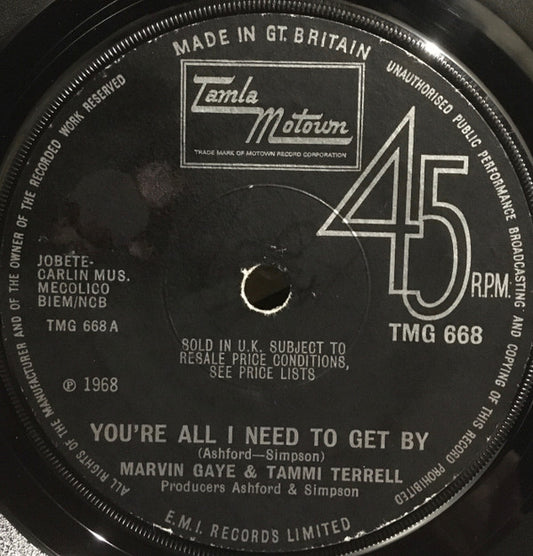 MADE IN GT. BRITAIN
UNAUTHORISED PUBLIC PERFORMANCE BROADCASTING AND COPYING OF THIS RECORD PROHIBITED
ALL RIGHTS OF THE MANUFACTURER AND OF THE OWNER OF THE RECORDED WORK RESERVED
Tamla
Motown
TRADE MARK OF MOTOWN RECORD CORPORATION
45
R.P.M.
TMG 668
JOBETE-
CARLIN MUS.
MECOLICO
BIEM/NCB
TMG 668 A
SOLD IN U.K. SUBJECT TO
RESALE PRICE CONDITIONS,
SEE PRICE LISTS
℗ 1968
YOU'RE ALL I NEED TO GET BY
(Ashford—Simpson)
MARVIN GAYE & TAMMI TERRELL
Producers Ashford & Simpson
E.M.I. RECORDS LIMITED